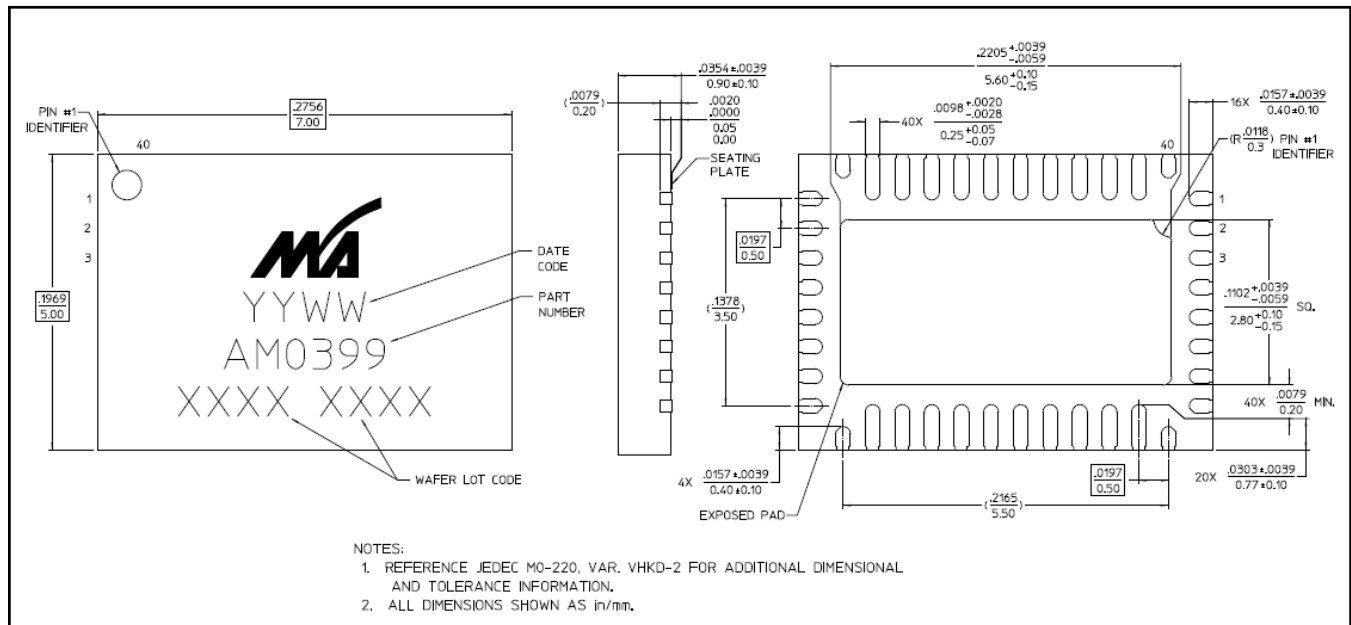 PIN #1
IDENTIFIER
.2756
7.00
40
1
2
3
.1969
5.00
MA
YYWW
AM0399
XXXX XXXX
DATE
CODE
PART
NUMBER
WAFER LOT CODE
.0354±.0039
0.90±0.10
(.0079
0.20)
.0020
.0000
0.05
0.00
SEATING
PLATE
.2205+.0039
-.0059
5.60+0.10
-0.15
40X .0098+.0020
-.0028
0.25+0.05
-0.07
16X .0157±.0039
0.40±0.10
40
(R.0118
0.3) PIN #1
IDENTIFIER
1
2
3
.0197
0.50
(.1378
3.50)
.1102+.0039
-.0059 SQ.
2.80+0.10
-0.15
40X .0079 MIN.
0.20
4X .0157±.0039
0.40±0.10
.0197
0.50
20X .0303±.0039
0.77±0.10
(.2165)
5.50
EXPOSED PAD
NOTES:
1. REFERENCE JEDEC MO-220, VAR. VHKD-2 FOR ADDITIONAL DIMENSIONAL
AND TOLERANCE INFORMATION.
2. ALL DIMENSIONS SHOWN AS in/mm.